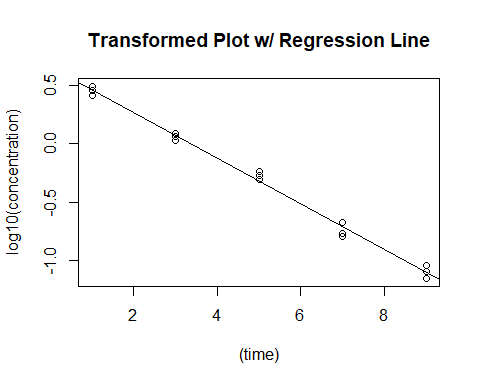 Transformed Plot w/ Regression Line
log10(concentration)
0.5
0.0
-0.5
-1.0
2 4 6 8
(time)